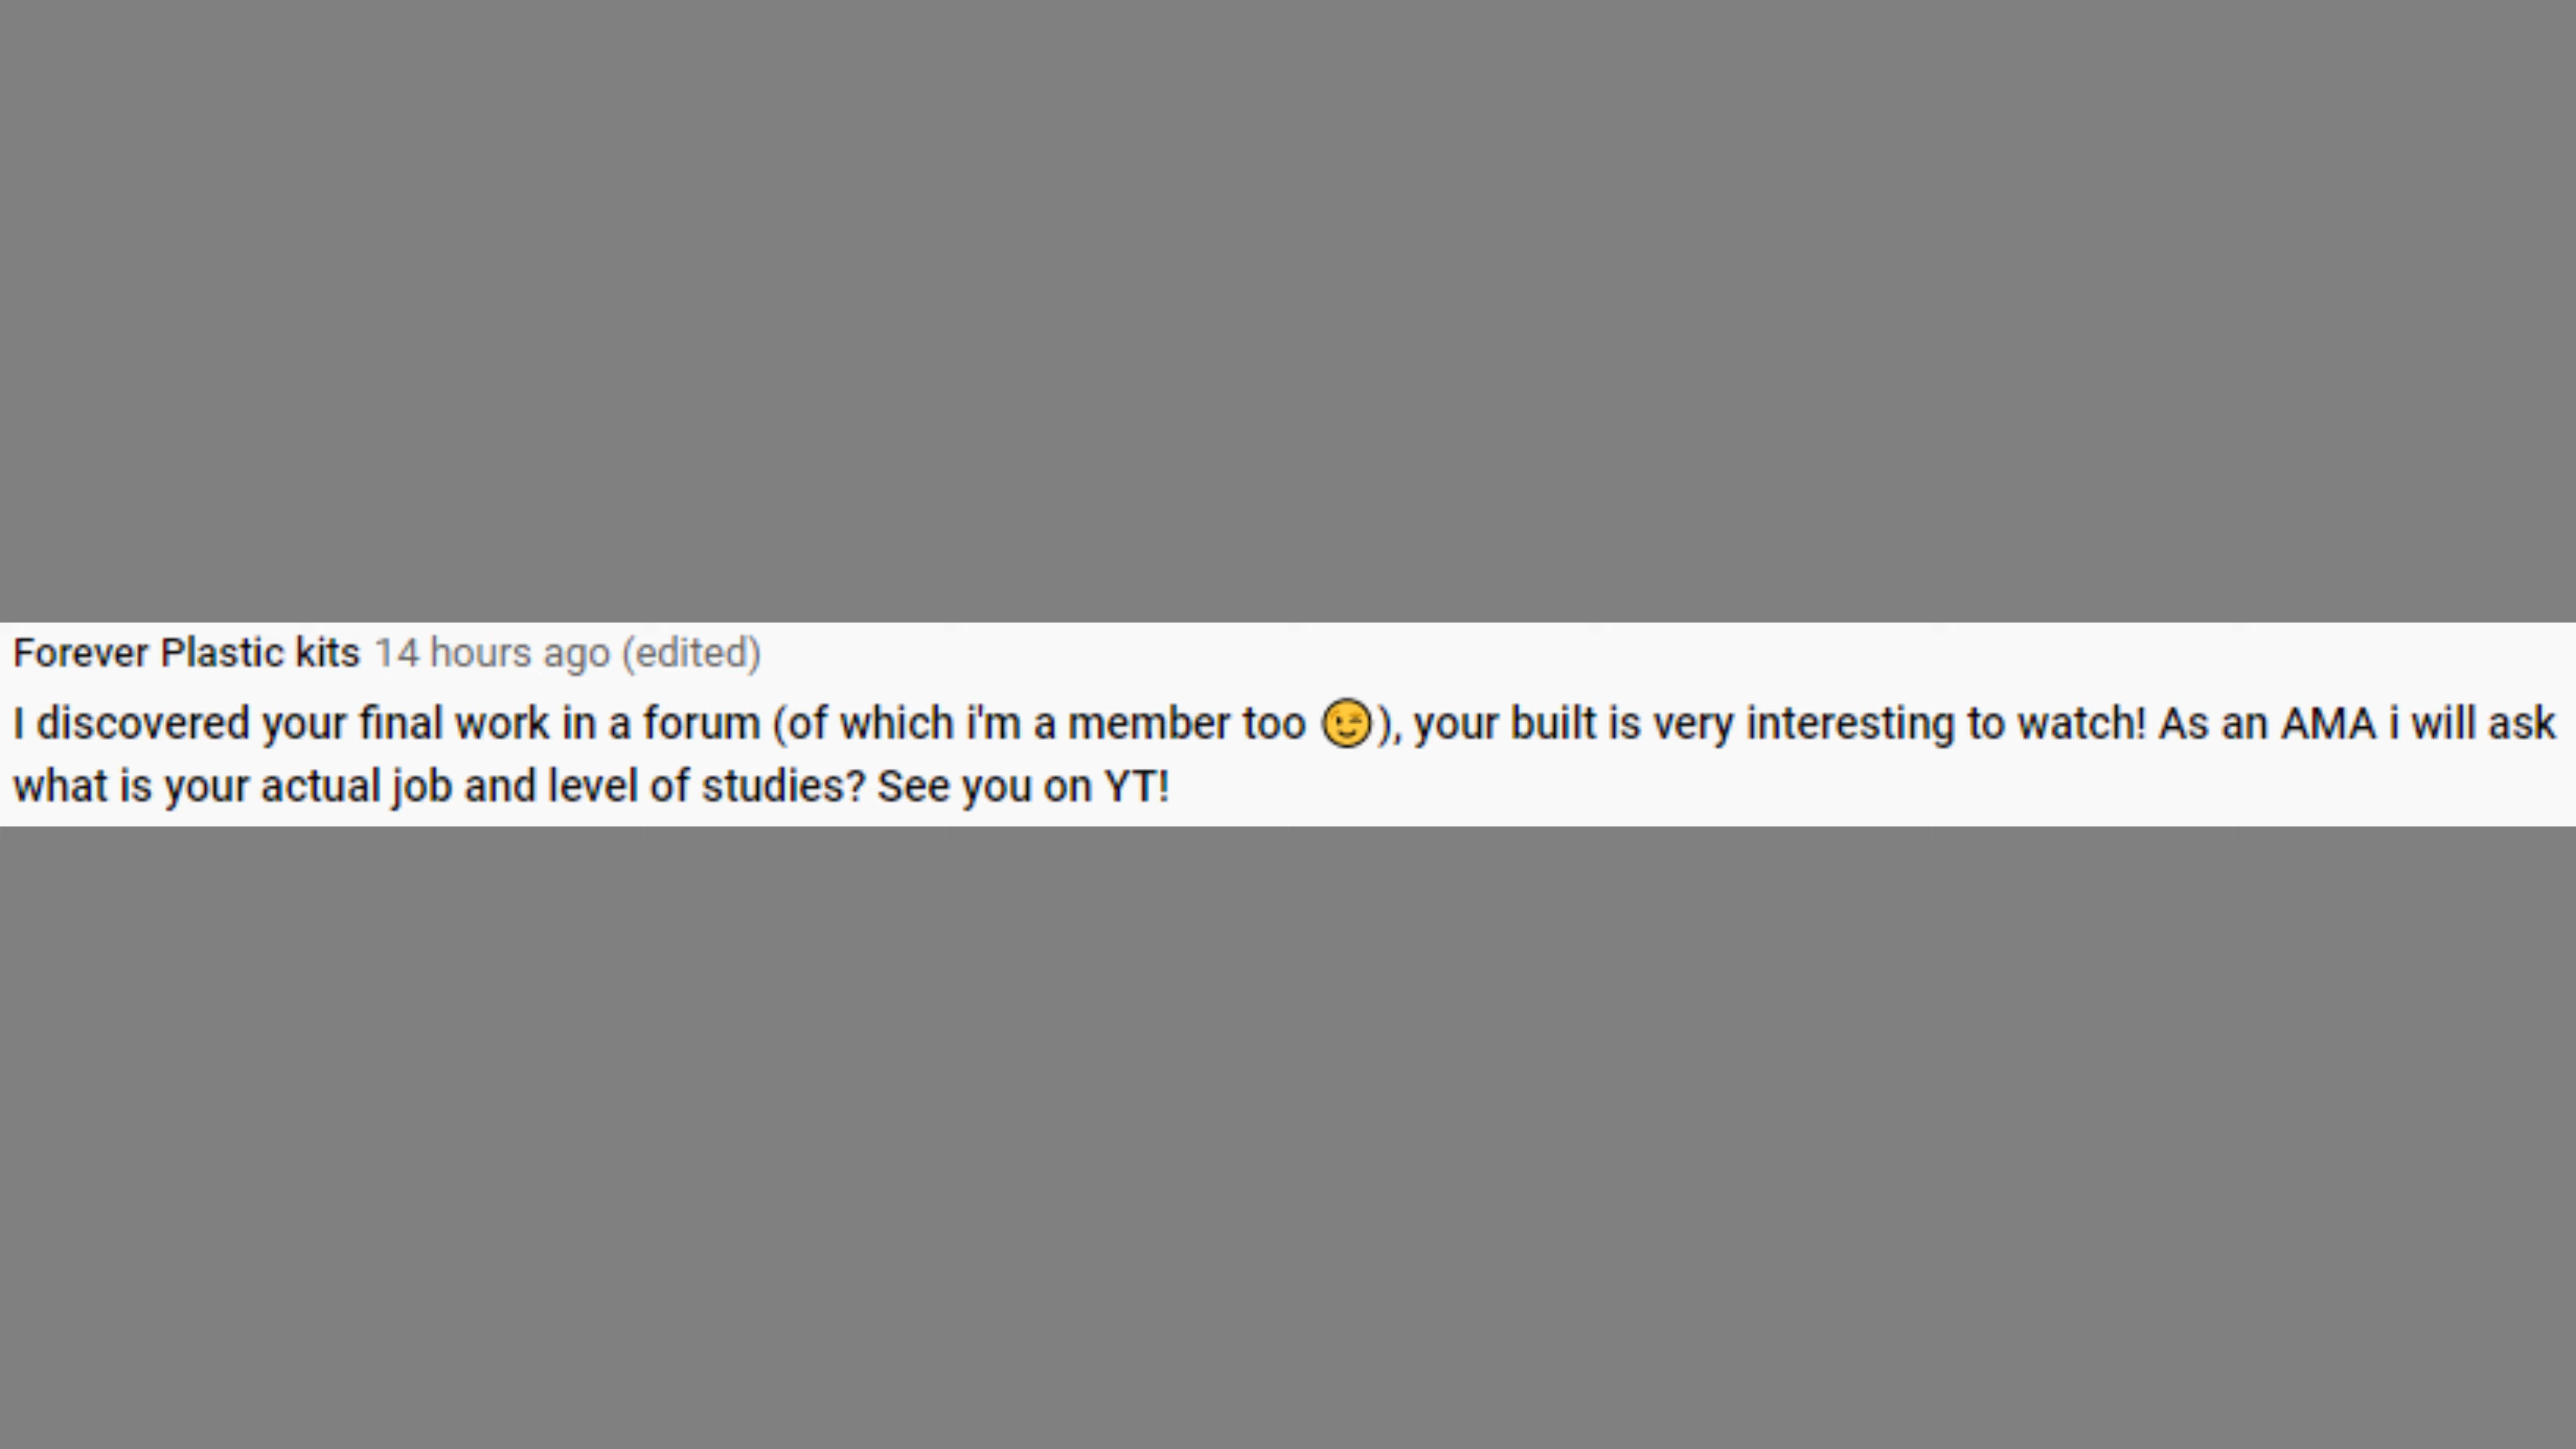 Forever Plastic kits 14 hours ago (edited)
I discovered your final work in a forum (of which i'm a member too 😉), your built is very interesting to watch! As an AMA i will ask
what is your actual job and level of studies? See you on YT!